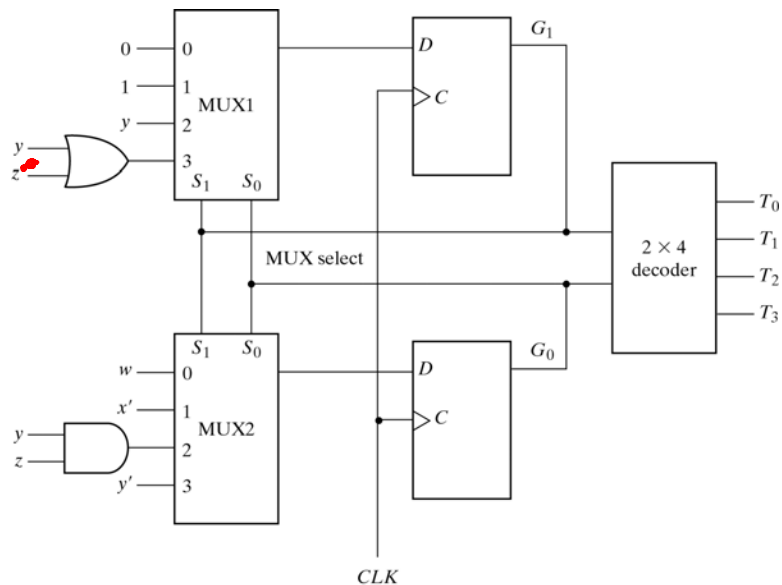 0 0
1 1
MUX1
y 2
y
z 3
S₁ S₀
D G₁
C
MUX select
2 × 4
decoder
T₀
T₁
T₂
T₃
S₁ S₀
w 0
x′ 1
MUX2
y
z 2
y′ 3
D G₀
C
CLK